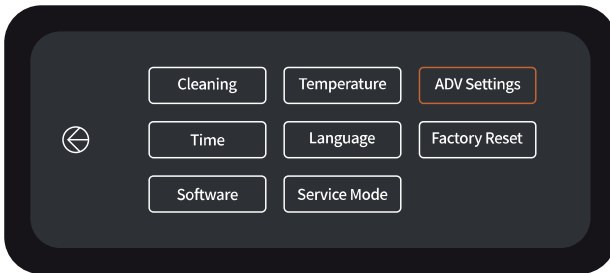 Cleaning Temperature ADV Settings
Time Language Factory Reset
Software Service Mode